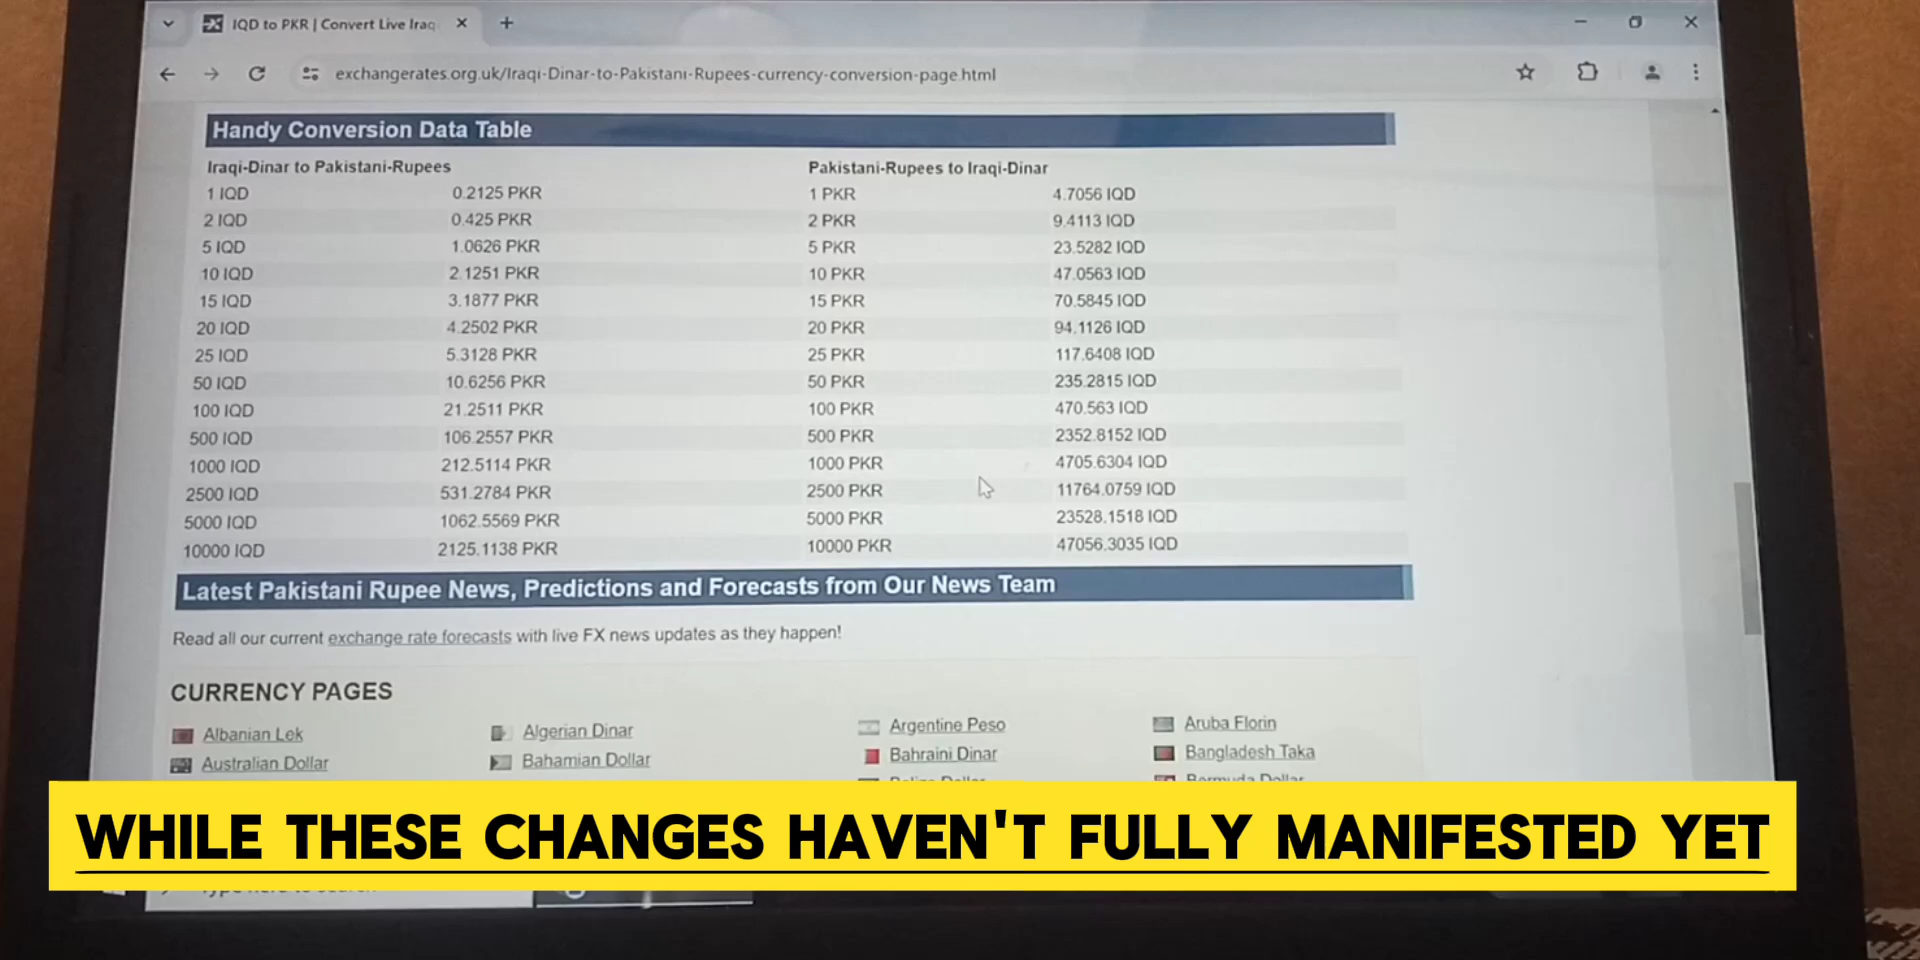 IQD to PKR | Convert Live Iraq
exchangerates.org.uk/Iraqi-Dinar-to-Pakistani-Rupees-currency-conversion-page.html
Handy Conversion Data Table
Iraqi-Dinar to Pakistani-Rupees Pakistani-Rupees to Iraqi-Dinar
1 IQD 0.2125 PKR 1 PKR 4.7056 IQD
2 IQD 0.425 PKR 2 PKR 9.4113 IQD
5 IQD 1.0626 PKR 5 PKR 23.5282 IQD
10 IQD 2.1251 PKR 10 PKR 47.0563 IQD
15 IQD 3.1877 PKR 15 PKR 70.5845 IQD
20 IQD 4.2502 PKR 20 PKR 94.1126 IQD
25 IQD 5.3128 PKR 25 PKR 117.6408 IQD
50 IQD 10.6256 PKR 50 PKR 235.2815 IQD
100 IQD 21.2511 PKR 100 PKR 470.563 IQD
500 IQD 106.2557 PKR 500 PKR 2352.8152 IQD
1000 IQD 212.5114 PKR 1000 PKR 4705.6304 IQD
2500 IQD 531.2784 PKR 2500 PKR 11764.0759 IQD
5000 IQD 1062.5569 PKR 5000 PKR 23528.1518 IQD
10000 IQD 2125.1138 PKR 10000 PKR 47056.3035 IQD
Latest Pakistani Rupee News, Predictions and Forecasts from Our News Team
Read all our current exchange rate forecasts with live FX news updates as they happen!
CURRENCY PAGES
Albanian Lek Algerian Dinar Argentine Peso Aruba Florin
Australian Dollar Bahamian Dollar Bahraini Dinar Bangladesh Taka
WHILE THESE CHANGES HAVEN'T FULLY MANIFESTED YET